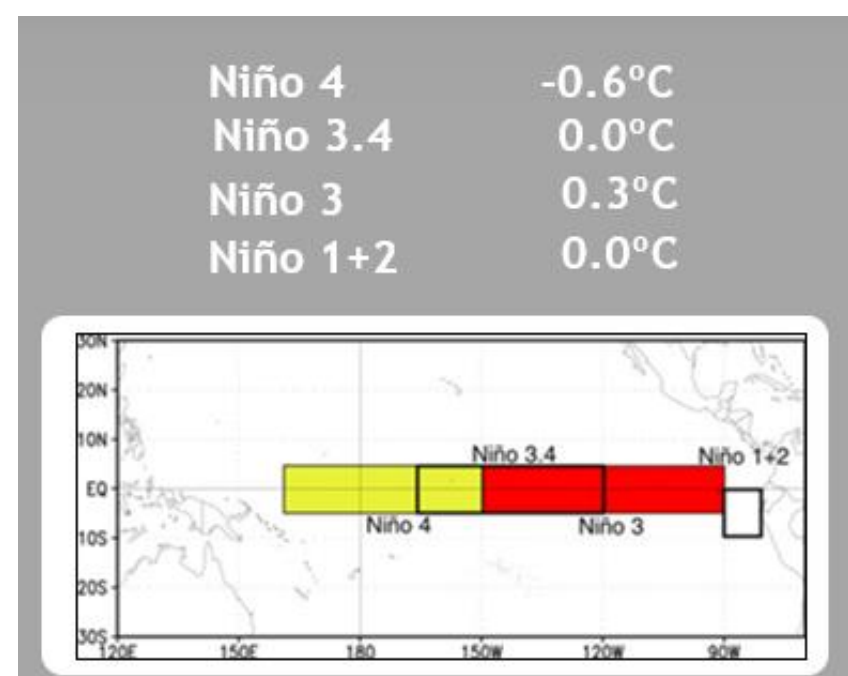 Niño 4 -0.6ºC
Niño 3.4 0.0ºC
Niño 3 0.3ºC
Niño 1+2 0.0ºC
30N
20N
10N
Niño 3.4 Niño 1+2
EQ
Niño 4 Niño 3
10S
20S
30S
120E 150E 180 150W 120W 90W